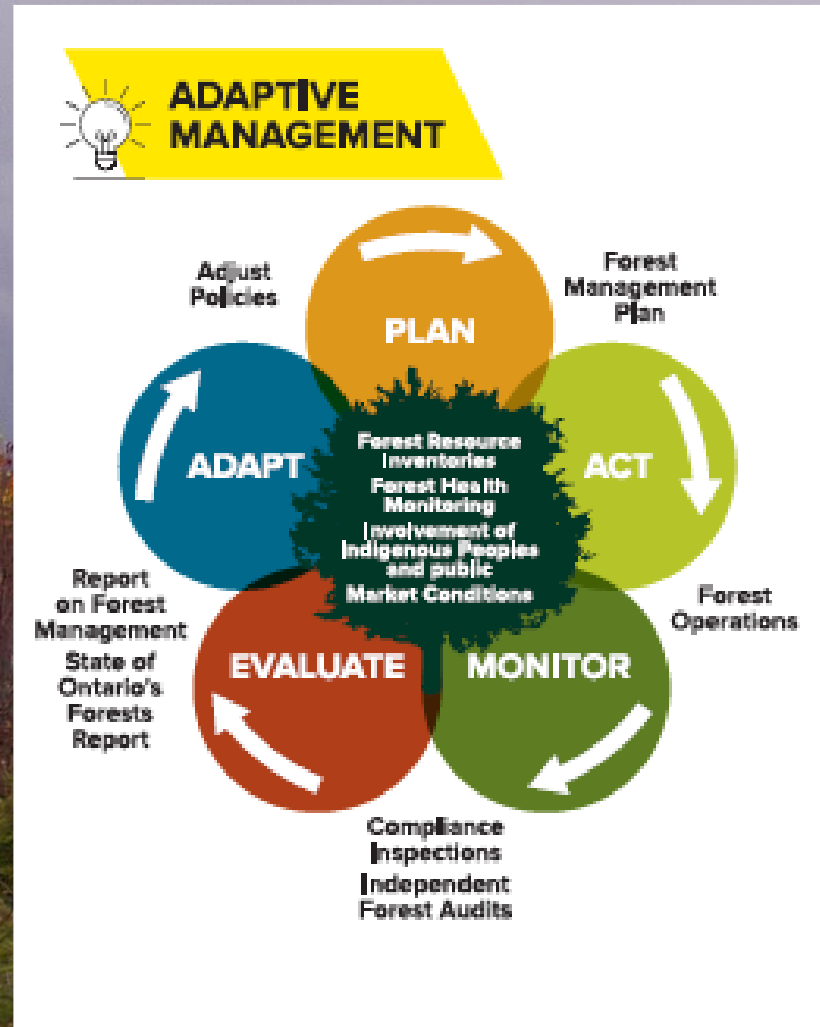 ADAPTIVE
MANAGEMENT
Adjust
Policies
PLAN
Forest
Management
Plan
ADAPT
Forest Resource
Inventories
Forest Health
Monitoring
Involvement of
Indigenous Peoples
and public
Market Conditions
ACT
Report
on Forest
Management
State of
Ontario's
Forests
Report
EVALUATE
MONITOR
Forest
Operations
Compliance
Inspections
Independent
Forest Audits